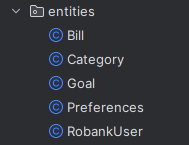 entities
Bill
Category
Goal
Preferences
RobankUser